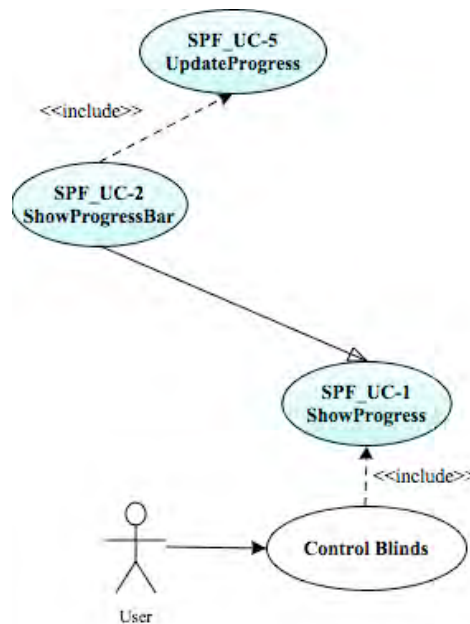 SPF_UC-5
UpdateProgress
<<include>>
SPF_UC-2
ShowProgressBar
SPF_UC-1
ShowProgress
<<include>>
Control Blinds
User